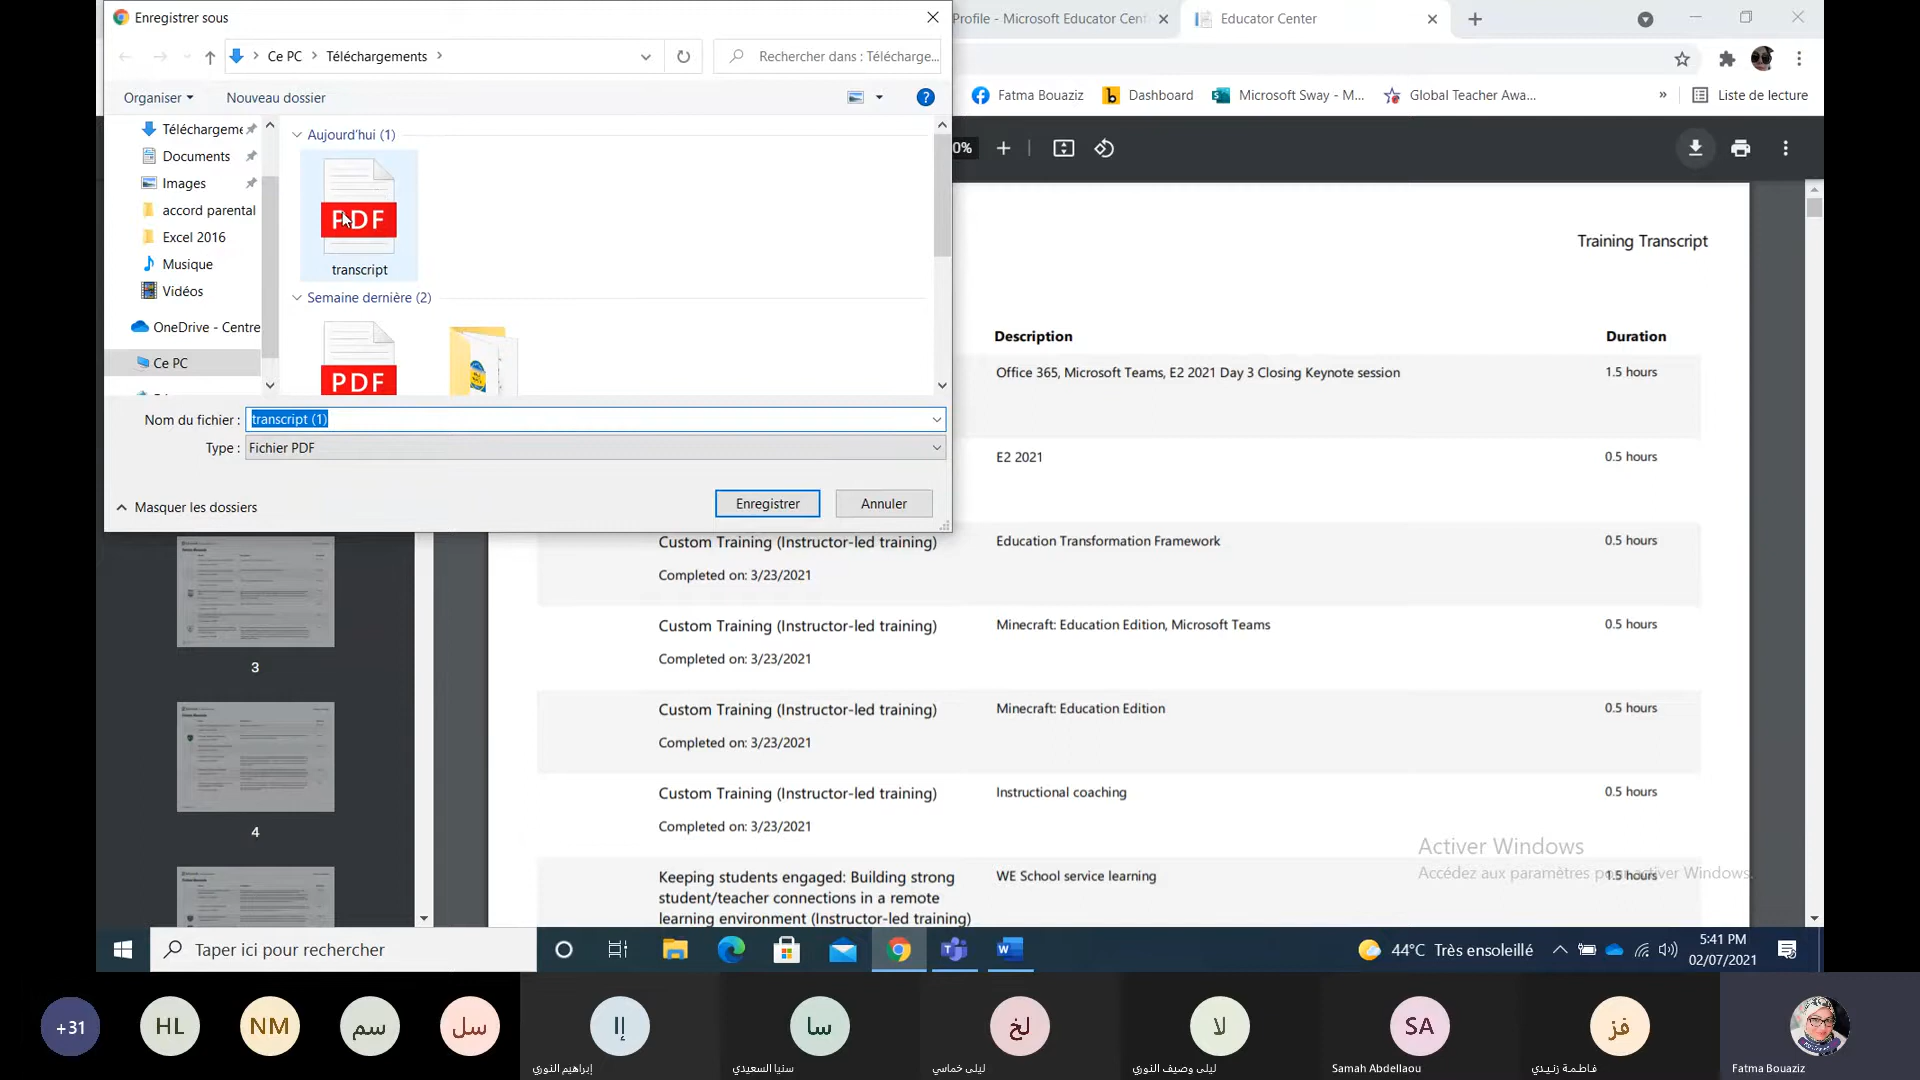 Enregistrer sous
Profile - Microsoft Educator Cen
Educator Center
Ce PC
Téléchargements
Rechercher dans : Télécharge...
Organiser
Nouveau dossier
Fatma Bouaziz
Dashboard
Microsoft Sway - M...
Global Teacher Awa...
»
Liste de lecture
Téléchargeme
Documents
Images
accord parental
Excel 2016
Musique
Vidéos
OneDrive - Centre
Ce PC
Aujourd'hui (1)
PDF
transcript
Semaine dernière (2)
PDF
Nom du fichier :
transcript (1)
Type :
Fichier PDF
Masquer les dossiers
Enregistrer
Annuler
0%
Training Transcript
Description
Duration
Office 365, Microsoft Teams, E2 2021 Day 3 Closing Keynote session
1.5 hours
E2 2021
0.5 hours
Custom Training (Instructor-led training)
Education Transformation Framework
0.5 hours
Completed on: 3/23/2021
Custom Training (Instructor-led training)
Minecraft: Education Edition, Microsoft Teams
0.5 hours
Completed on: 3/23/2021
Custom Training (Instructor-led training)
Minecraft: Education Edition
0.5 hours
Completed on: 3/23/2021
Custom Training (Instructor-led training)
Instructional coaching
0.5 hours
Completed on: 3/23/2021
Keeping students engaged: Building strong
student/teacher connections in a remote
learning environment (Instructor-led training)
WE School service learning
1.5 hours
Activer Windows
Accédez aux paramètres pour activer Windows.
3
4
Taper ici pour rechercher
44°C Très ensoleillé
5:41 PM
02/07/2021
+31
HL
NM
سم
سل
إا
إبراهيم النوري
سا
سنيا السعيدي
لخ
ليلى خماسي
لا
ليلى وصيف النوري
SA
Samah Abdellaou
فز
فاطمة زنيدي
Fatma Bouaziz